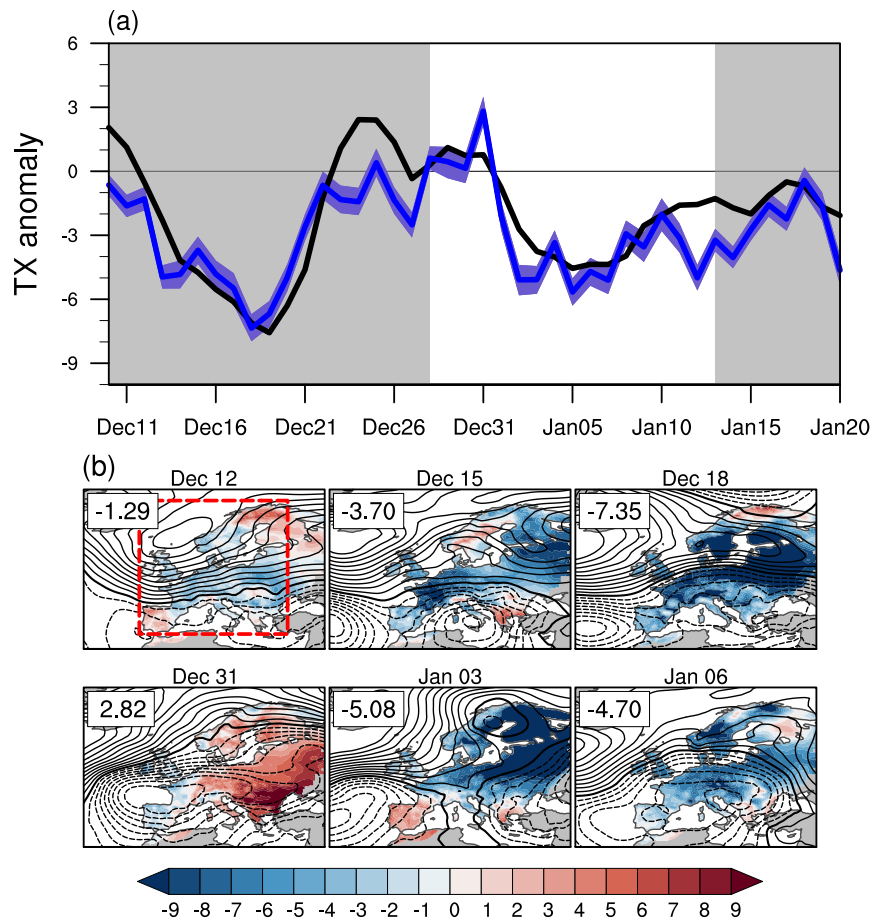 (a)
6
3
0
-3
-6
-9
TX anomaly
Dec11 Dec16 Dec21 Dec26 Dec31 Jan05 Jan10 Jan15 Jan20
(b)
Dec 12 Dec 15 Dec 18
-1.29 -3.70 -7.35
Dec 31 Jan 03 Jan 06
2.82 -5.08 -4.70
-9 -8 -7 -6 -5 -4 -3 -2 -1 0 1 2 3 4 5 6 7 8 9